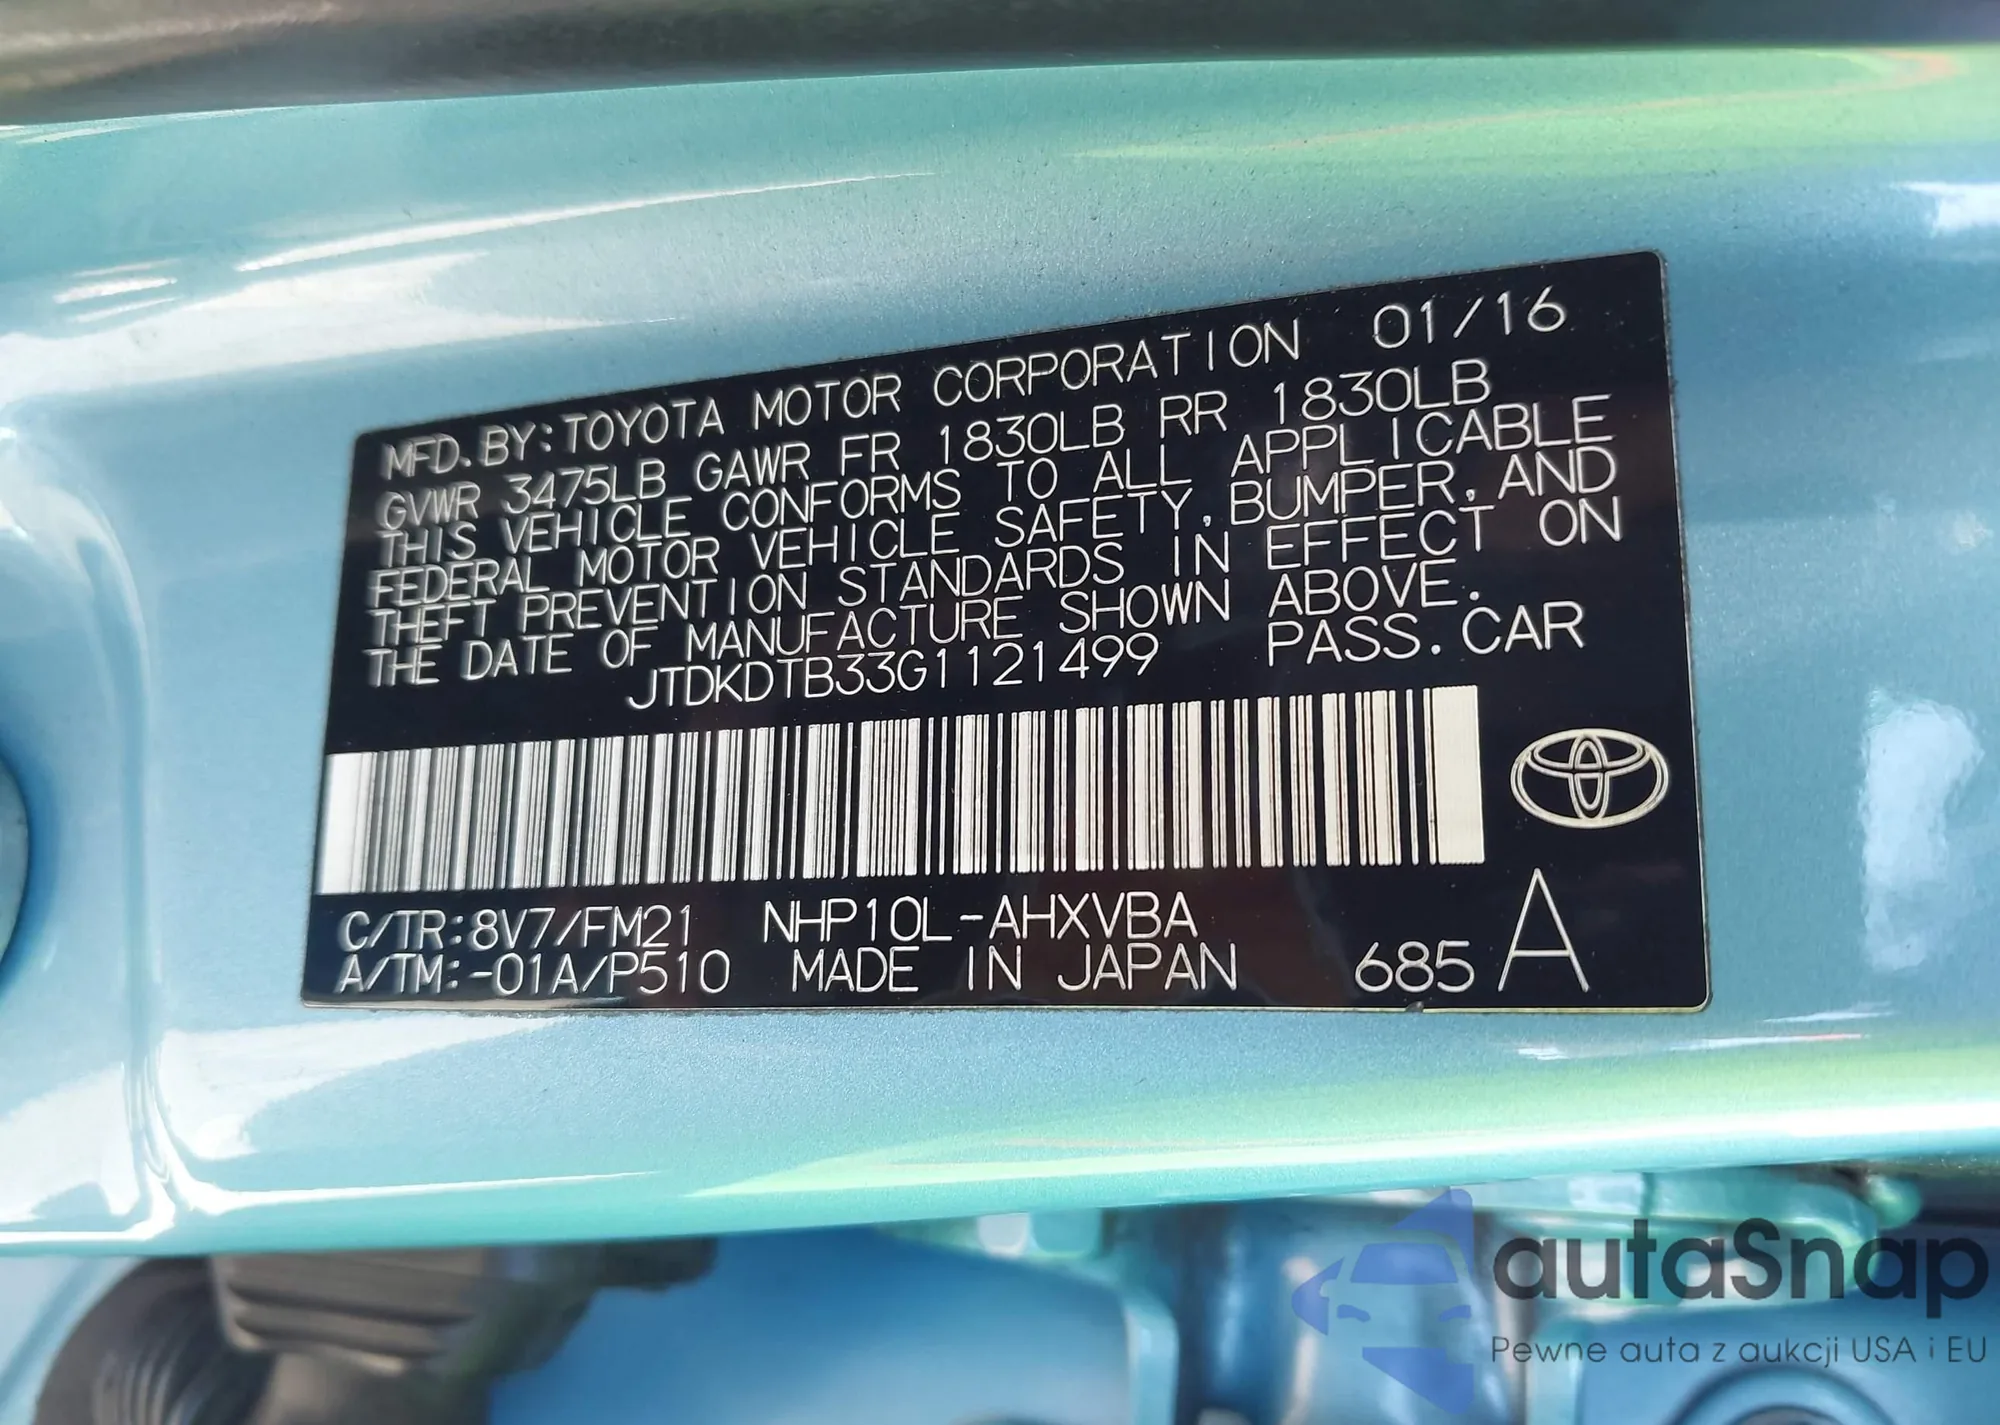 MFD. BY: TOYOTA MOTOR CORPORATION 01/16
GVWR 3475LB GAWR FR 1830LB RR 1830LB
THIS VEHICLE CONFORMS TO ALL APPLICABLE
FEDERAL MOTOR VEHICLE SAFETY, BUMPER, AND
THEFT PREVENTION STANDARDS IN EFFECT ON
THE DATE OF MANUFACTURE SHOWN ABOVE.
JTDKDTB33G1121499 PASS. CAR
C/TR: 8V7/FM21 NHP10L-AHXVBA
A/TM: -01A/P510 MADE IN JAPAN 685 A
autaSnap
Pewne auta z aukcji USA i EU